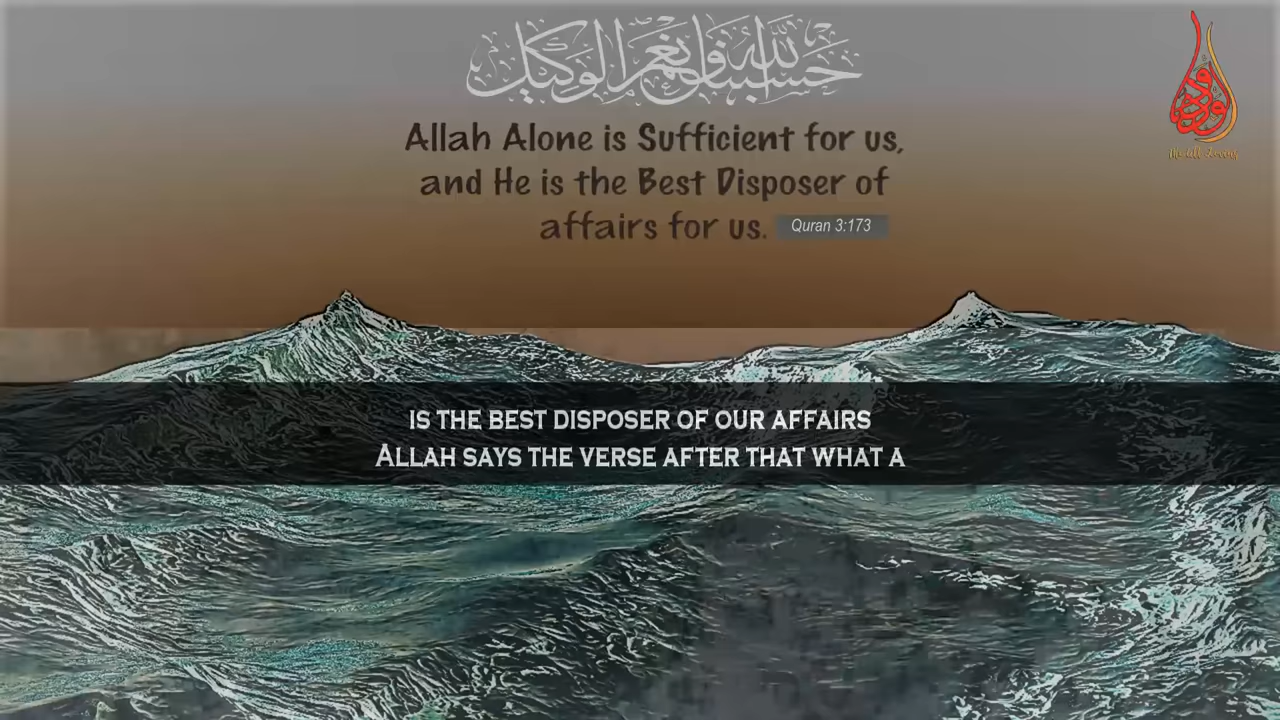 حسبنا الله ونعم الوكيل
Allah Alone is Sufficient for us,
and He is the Best Disposer of
affairs for us. Quran 3:173
IS THE BEST DISPOSER OF OUR AFFAIRS
ALLAH SAYS THE VERSE AFTER THAT WHAT A